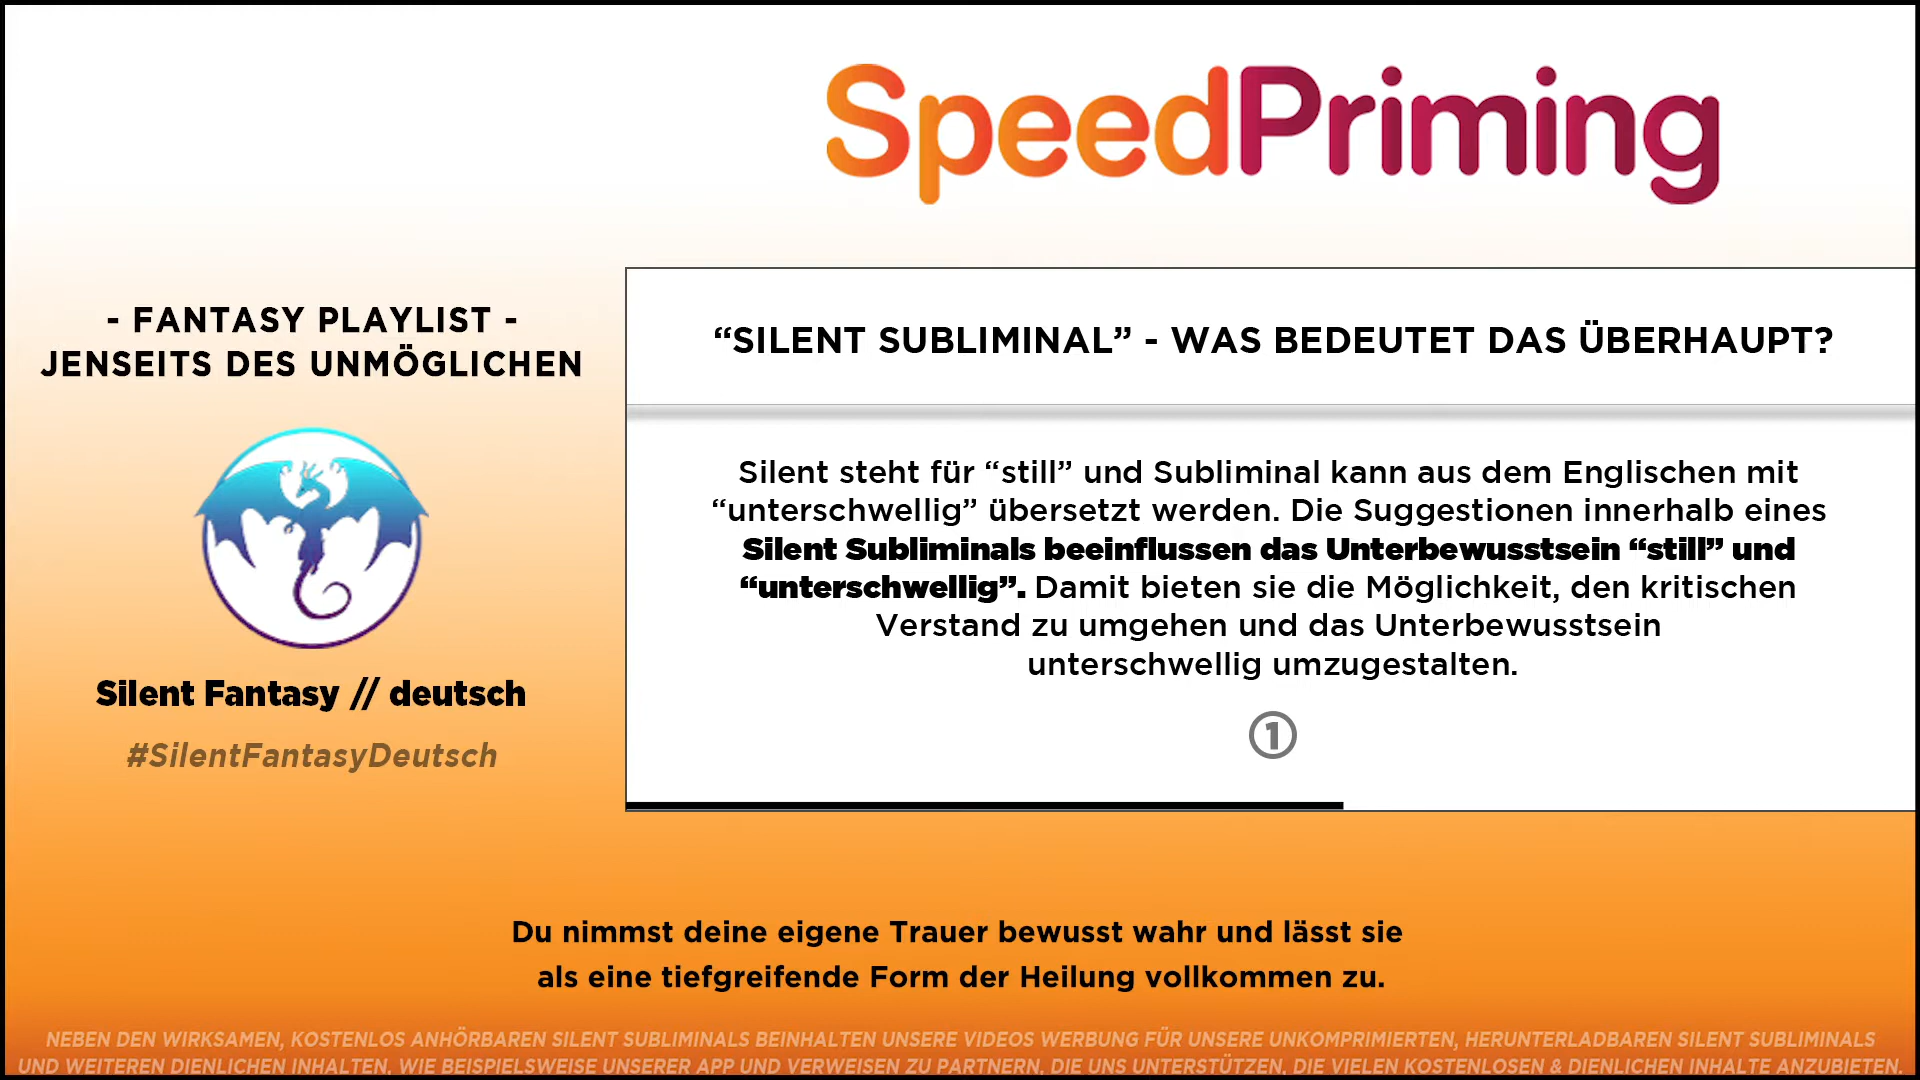 SpeedPriming
- FANTASY PLAYLIST -
JENSEITS DES UNMÖGLICHEN
Silent Fantasy // deutsch
#SilentFantasyDeutsch
“SILENT SUBLIMINAL” - WAS BEDEUTET DAS ÜBERHAUPT?
Silent steht für “still” und Subliminal kann aus dem Englischen mit
“unterschwellig” übersetzt werden. Die Suggestionen innerhalb eines
Silent Subliminals beeinflussen das Unterbewusstsein “still” und
“unterschwellig”. Damit bieten sie die Möglichkeit, den kritischen
Verstand zu umgehen und das Unterbewusstsein
unterschwellig umzugestalten.
1
Du nimmst deine eigene Trauer bewusst wahr und lässt sie
als eine tiefgreifende Form der Heilung vollkommen zu.
NEBEN DEN WIRKSAMEN, KOSTENLOS ANHÖRBAREN SILENT SUBLIMINALS BEINHALTEN UNSERE VIDEOS WERBUNG FÜR UNSERE UNKOMPRIMIERTEN, HERUNTERLADBAREN SILENT SUBLIMINALS
UND WEITEREN DIENLICHEN INHALTEN, WIE BEISPIELSWEISE UNSERER APP UND VERWEISEN ZU PARTNERN, DIE UNS UNTERSTÜTZEN, DIE VIELEN KOSTENLOSEN & DIENLICHEN INHALTE ANZUBIETEN.